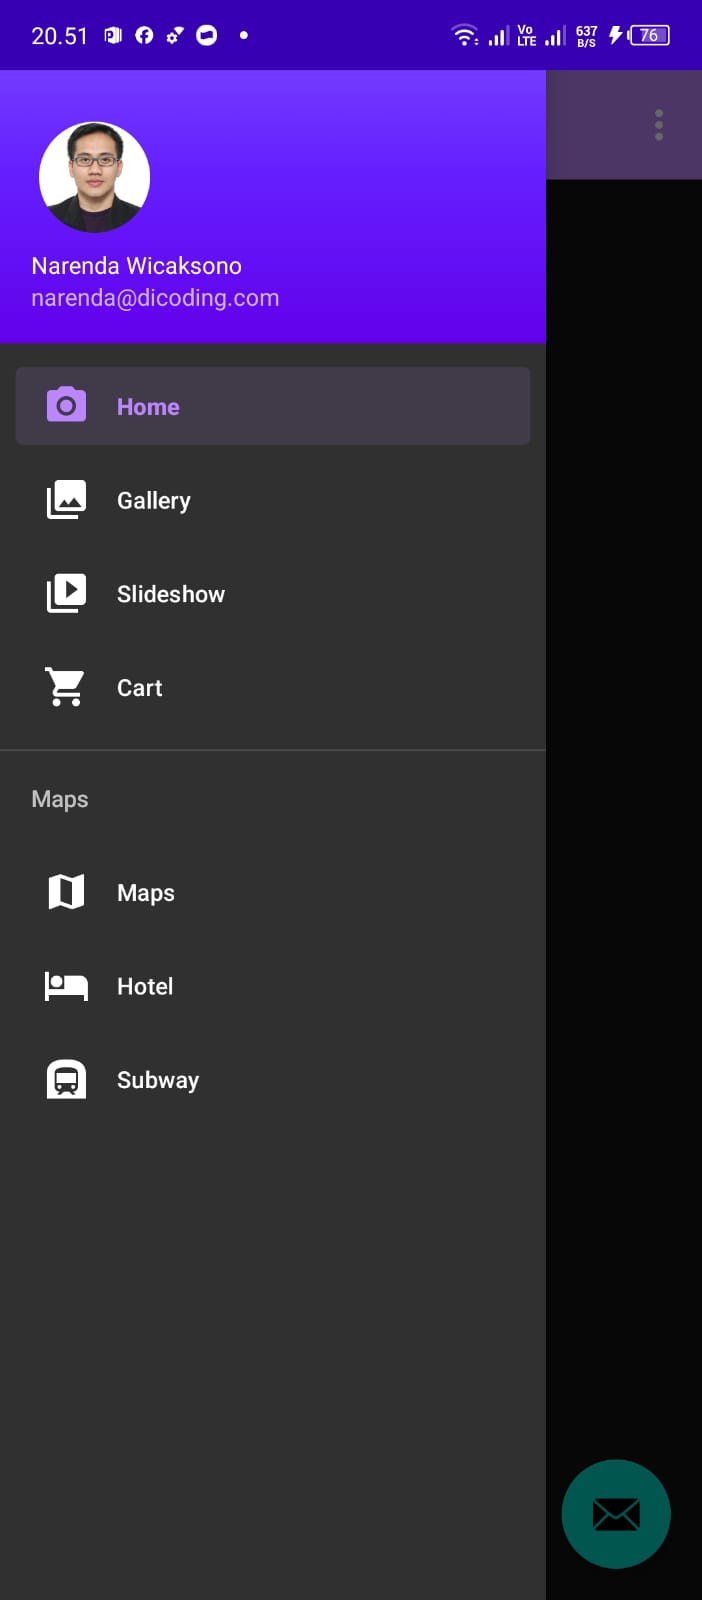 20.51
Vo
LTE
637
B/S
76
Narenda Wicaksono
narenda@dicoding.com
Home
Gallery
Slideshow
Cart
Maps
Maps
Hotel
Subway